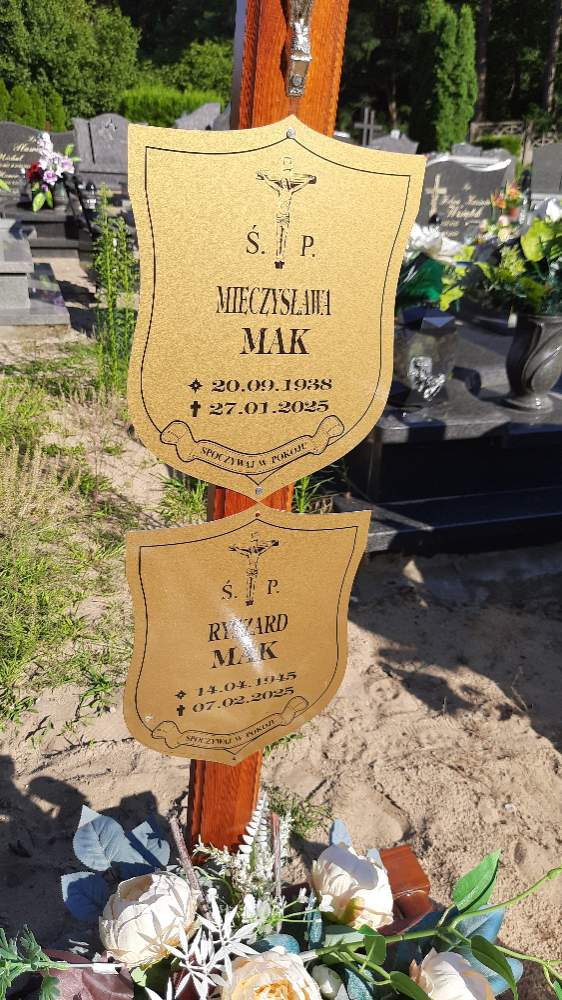 Ś. P.
MIECZYSŁAWA
MAK
20.09.1938
27.01.2025
SPOCZYWAJ W POKOJU
Ś. P.
RYSZARD
MAK
14.04.1945
07.02.2025
SPOCZYWAJ W POKOJU